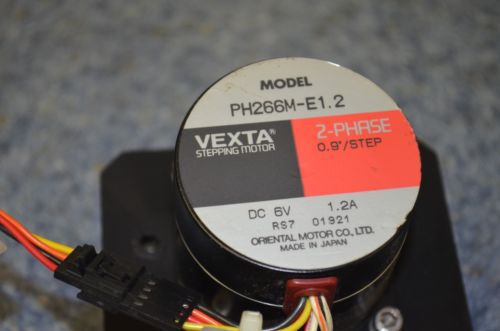 MODEL
PH266M-E1.2
VEXTA®
STEPPING MOTOR
2-PHASE
0.9°/STEP
DC 6V 1.2A
RS7 01921
ORIENTAL MOTOR CO., LTD.
MADE IN JAPAN